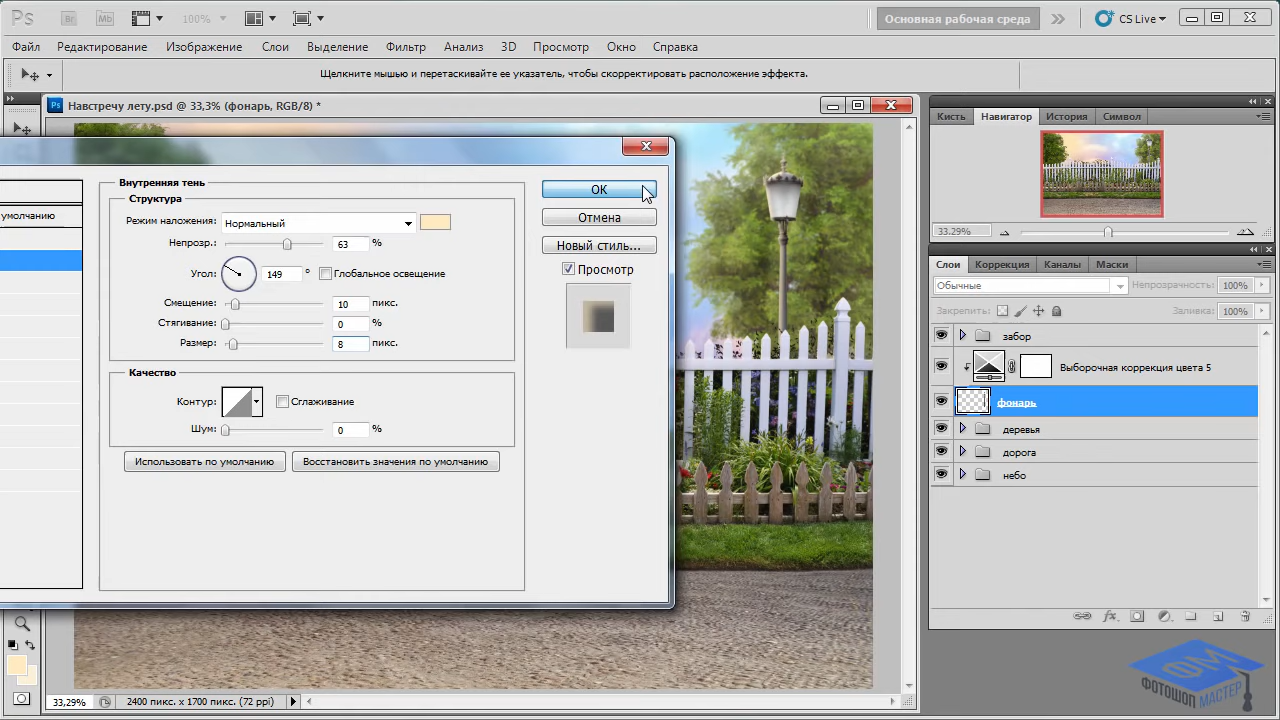 Ps
Br
Mb
100%
Основная рабочая среда
CS Live
Файл Редактирование Изображение Слои Выделение Фильтр Анализ 3D Просмотр Окно Справка
Щелкните мышью и перетаскивайте ее указатель, чтобы скорректировать расположение эффекта.
Ps Навстречу лету.psd @ 33,3% (фонарь, RGB/8) *
Кисть Навигатор История Символ
33.29%
Слои Коррекция Каналы Маски
Обычные Непрозрачность: 100%
Закрепить: Заливка: 100%
забор
Выборочная коррекция цвета 5
фонарь
деревья
дорога
небо
умолчанию
Внутренняя тень
Структура
Режим наложения: Нормальный
Непрозр.: 63 %
Угол: 149 ° Глобальное освещение
Смещение: 10 пикс.
Стягивание: 0 %
Размер: 8 пикс.
Качество
Контур: Сглаживание
Шум: 0 %
Использовать по умолчанию Восстановить значения по умолчанию
OK
Отмена
Новый стиль...
Просмотр
33,29% 2400 пикс. x 1700 пикс. (72 ppi)
fx
ФМ
ФОТОШОП МАСТЕР